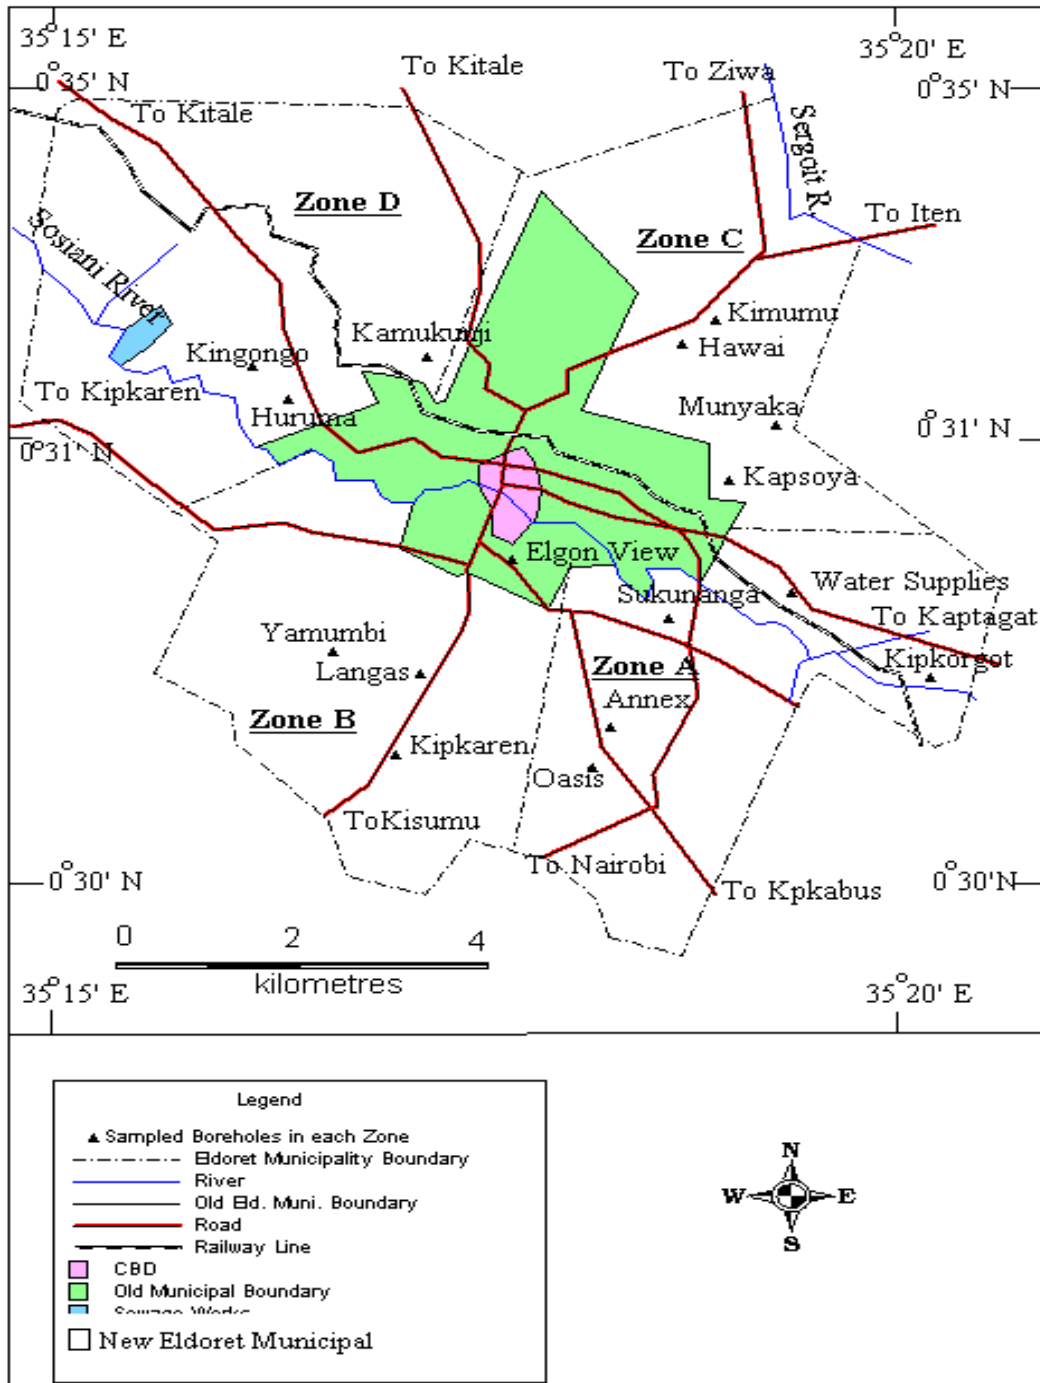 35°15' E
35°20' E
0°35' N
To Kitale
To Ziwa
0°35' N
To Kitale
Sergoit R.
Zone D
To Iten
Sosiani River
Zone C
Kimumu
Kamukunji
Hawai
Kingongo
To Kipkaren
Huruma
Munyaka
0°31' N
0°31' N
Kapsoya
Elgon View
Water Supplies
Sukunanga
To Kaptagat
Yamumbi
Kipkorgot
Langas
Zone A
Annex
Zone B
Kipkaren
Oasis
ToKisumu
To Nairobi
0°30' N
0°30'N
To Kpkabus
0 2 4
kilometres
35°15' E
35°20' E
Legend
Sampled Boreholes in each Zone
Eldoret Municipality Boundary
River
Old Eld. Muni. Boundary
Road
Railway Line
CBD
Old Municipal Boundary
Sewage Works
New Eldoret Municipal
N
W E
S